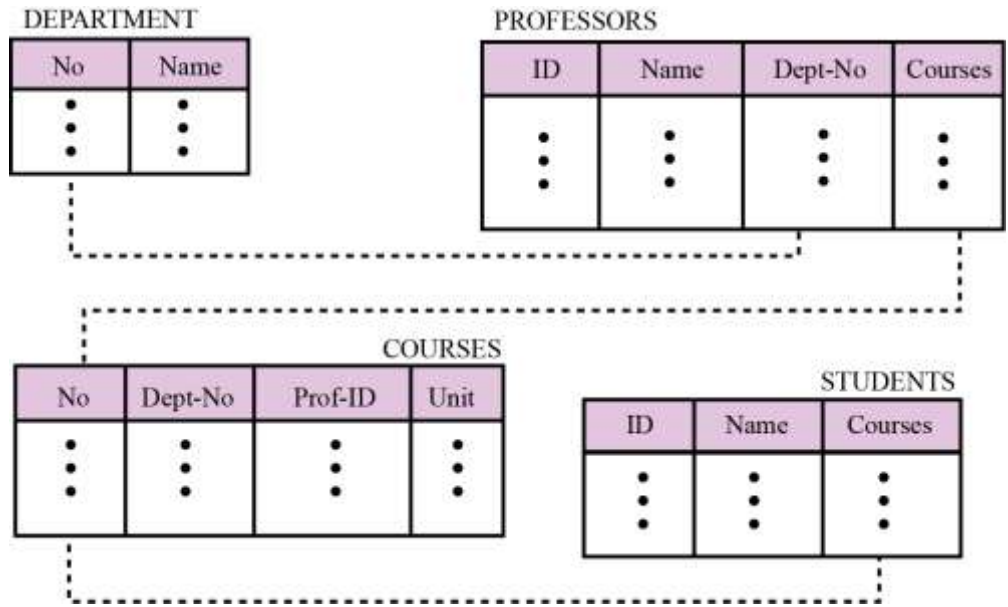 DEPARTMENT
No Name
PROFESSORS
ID Name Dept-No Courses
COURSES
No Dept-No Prof-ID Unit
STUDENTS
ID Name Courses